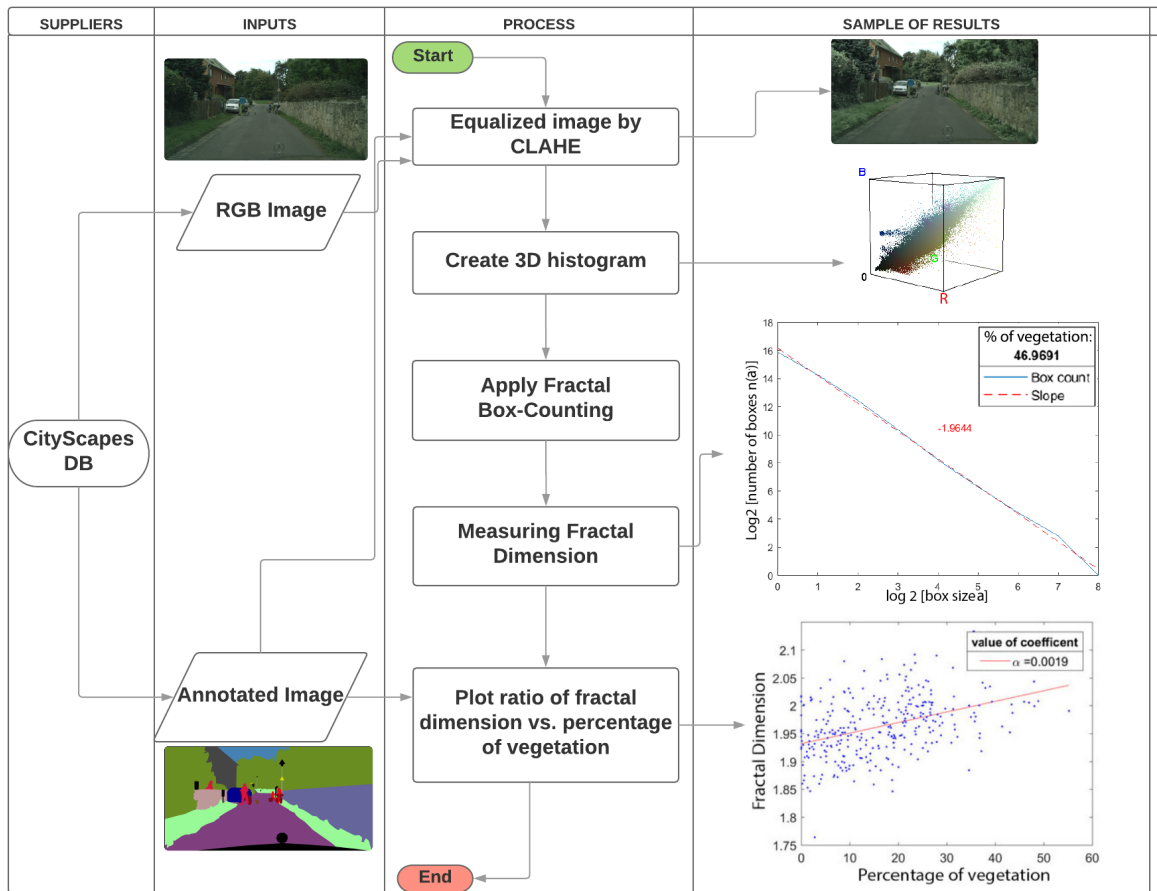 SUPPLIERS
INPUTS
PROCESS
SAMPLE OF RESULTS
Start
Equalized image by
CLAHE
RGB Image
B
G
0
R
Create 3D histogram
Apply Fractal
Box-Counting
CityScapes
DB
Measuring Fractal
Dimension
18
16
14
12
10
8
6
4
2
0
Log2 [number of boxes n(a)]
% of vegetation:
46.9691
Box count
Slope
-1.9644
0 1 2 3 4 5 6 7 8
log 2 [box sizea]
Annotated Image
Plot ratio of fractal
dimension vs. percentage
of vegetation
2.1
2.05
2
1.95
1.9
1.85
1.8
1.75
Fractal Dimension
value of coefficent
α =0.0019
0 10 20 30 40 50 60
Percentage of vegetation
End